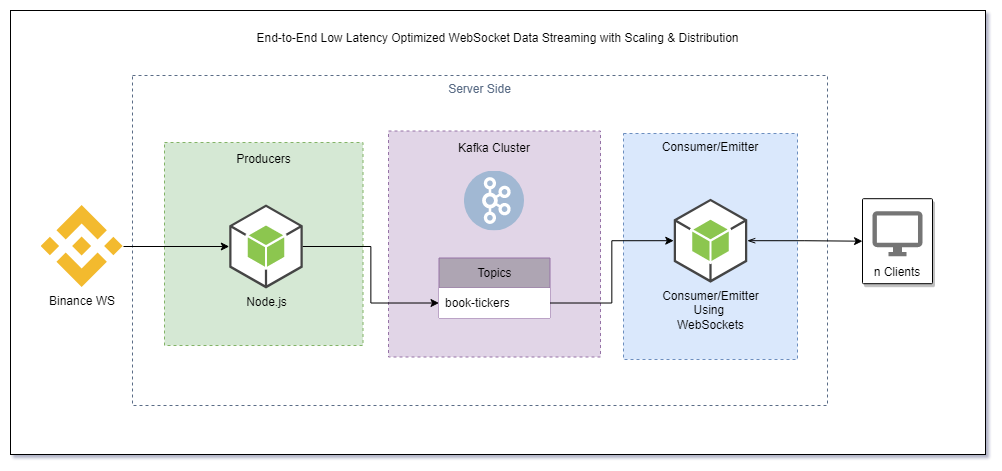 End-to-End Low Latency Optimized WebSocket Data Streaming with Scaling & Distribution
Server Side
Producers
Kafka Cluster
Consumer/Emitter
Binance WS
Node.js
Topics
book-tickers
Consumer/Emitter
Using
WebSockets
n Clients